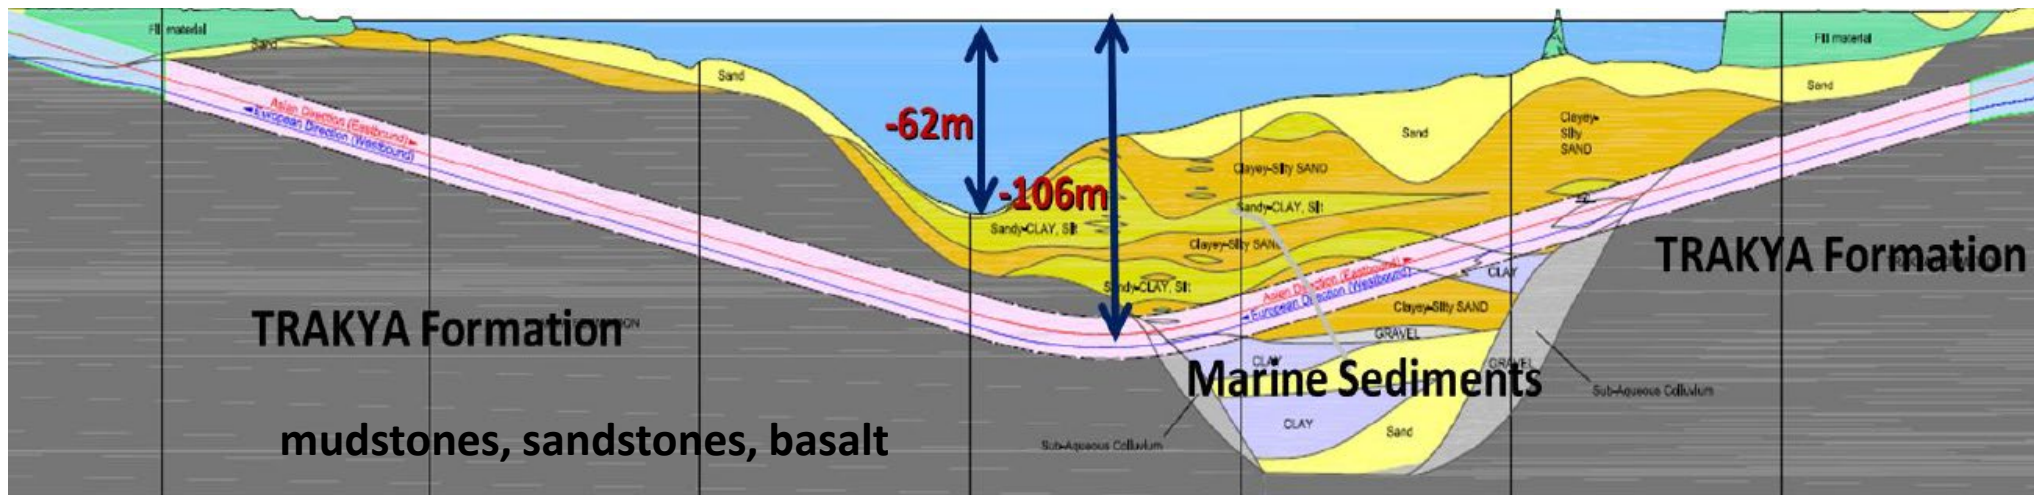 Fill material
Sand
Asian Direction (Eastbound)
European Direction (Westbound)
Sand
-62m
-106m
Sand
Clayey-
Silty
SAND
Fill material
Sand
Clayey-Silty SAND
Sandy-CLAY, Silt
Sandy-CLAY, Silt
Clayey-Silty SAND
Sandy-CLAY, Silt
Asian Direction (Eastbound)
European Direction (Westbound)
CLAY
Clayey-Silty SAND
GRAVEL
CLAY
GRAVEL
TRAKYA Formation
TRAKYA Formation
Marine Sediments
Sub-Aqueous Colluvium
mudstones, sandstones, basalt
CLAY
Sand
Sub-Aqueous Colluvium